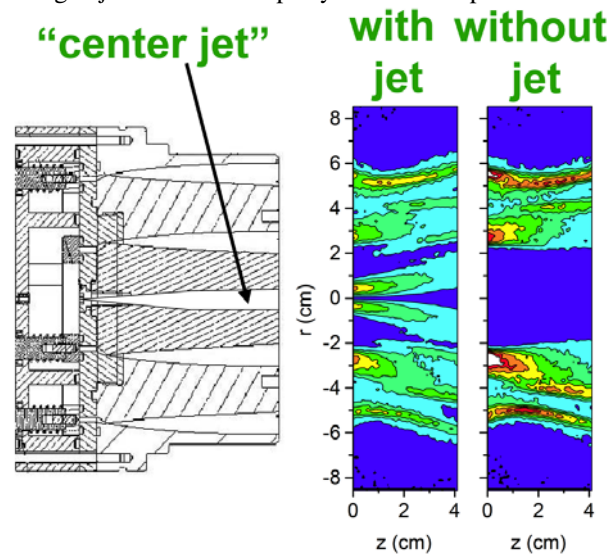 “center jet”
with without
jet jet
r (cm)
8
6
4
2
0
-2
-4
-6
-8
0 2 4 0 2 4
z (cm) z (cm)